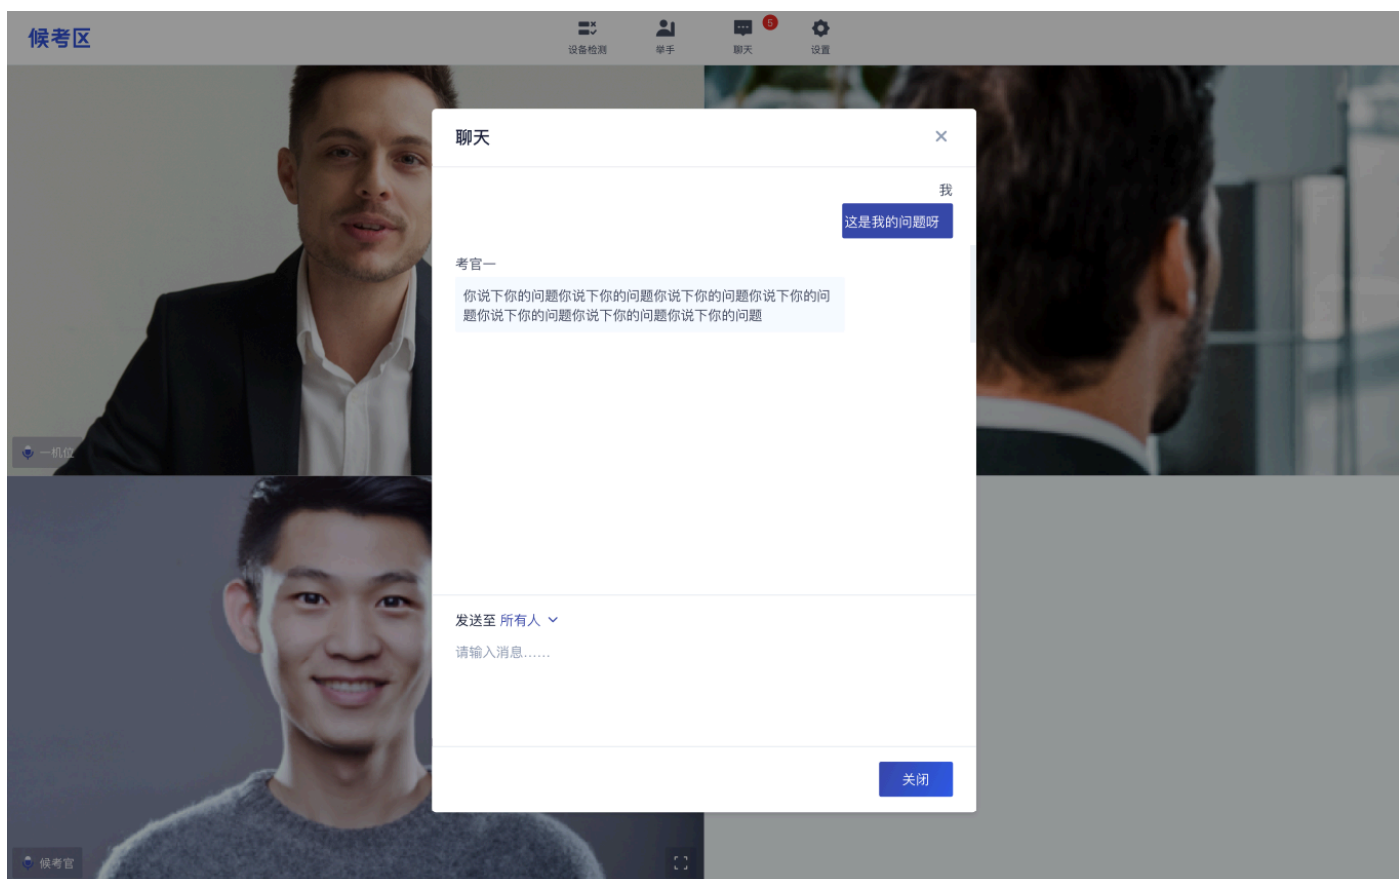 候考区
设备检测
举手
聊天
5
设置
聊天
我
这是我的问题呀
考官一
你说下你的问题你说下你的问题你说下你的问题你说下你的问
题你说下你的问题你说下你的问题你说下你的问题
一机位
发送至 所有人
请输入消息……
关闭
候考官